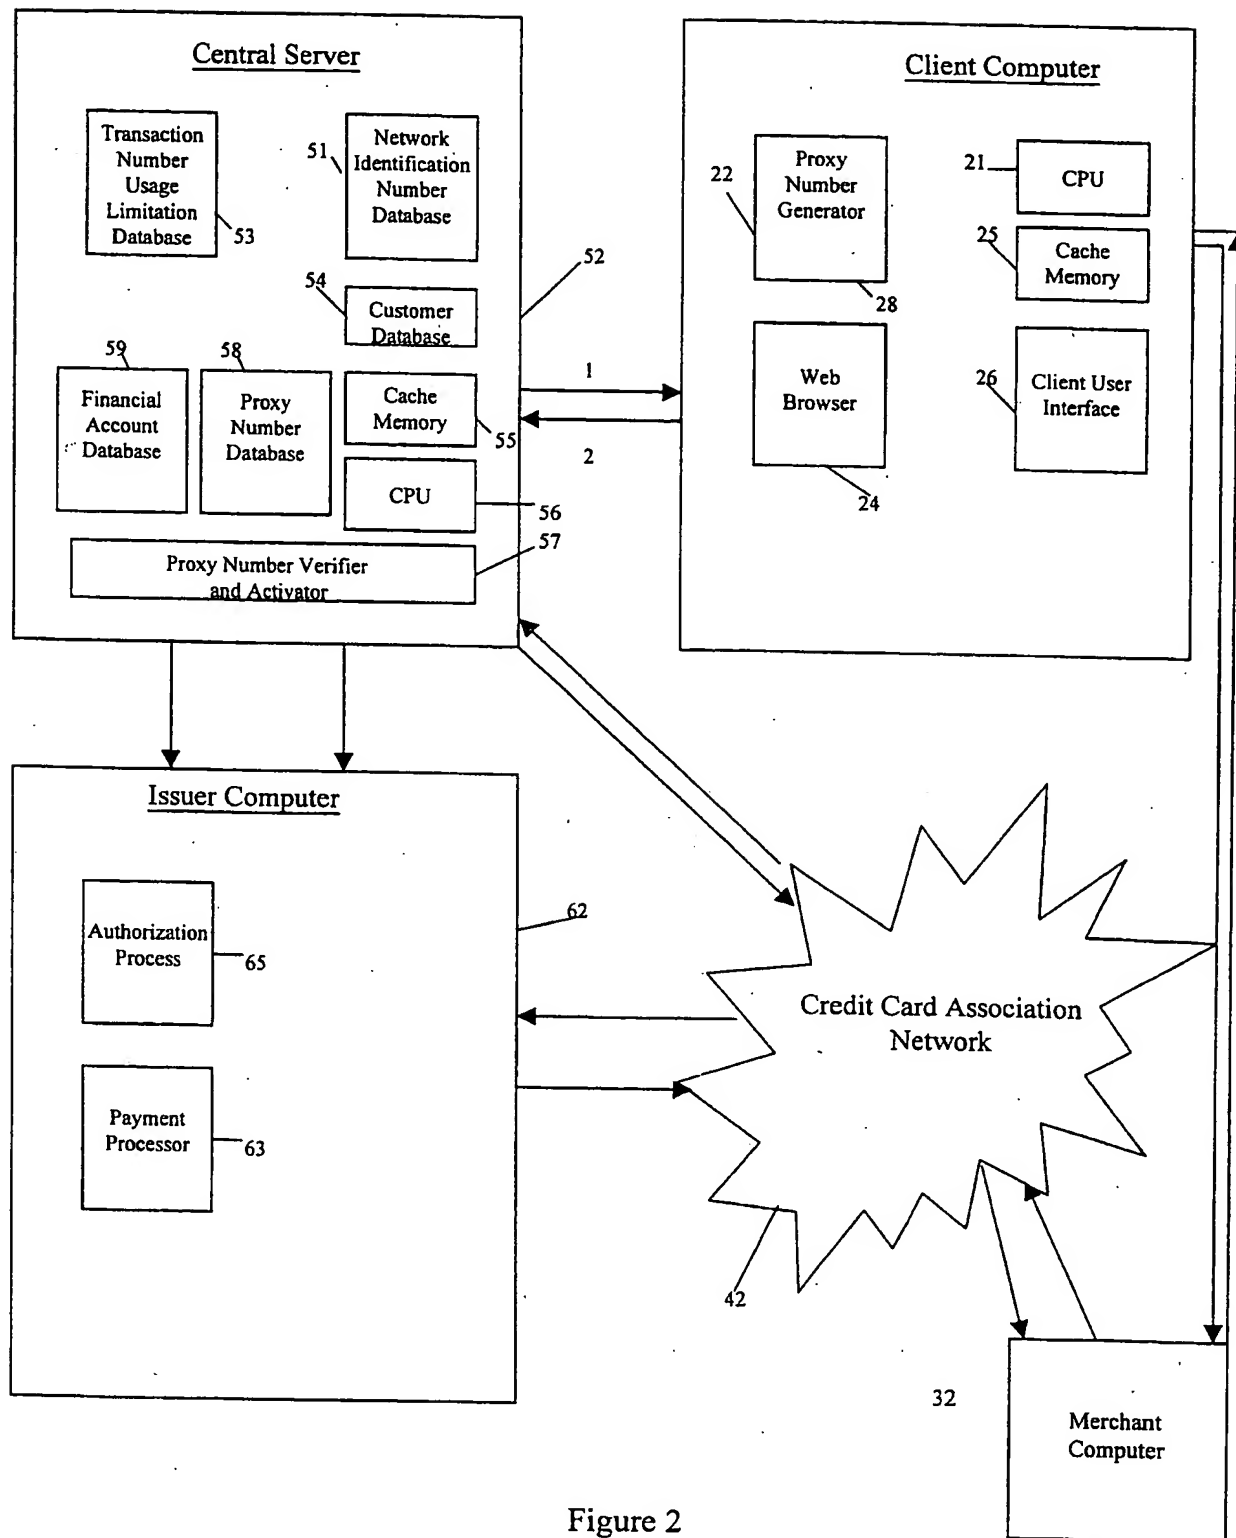 Central Server
Transaction
Number
Usage
Limitation
Database
53
51
Network
Identification
Number
Database
54
Customer
Database
52
59
Financial
Account
Database
58
Proxy
Number
Database
Cache
Memory
55
CPU
56
57
Proxy Number Verifier
and Activator
1
2
Client Computer
22
Proxy
Number
Generator
28
21
CPU
25
Cache
Memory
Web
Browser
24
26
Client User
Interface
Issuer Computer
62
Authorization
Process
65
Payment
Processor
63
Credit Card Association
Network
42
32
Merchant
Computer
Figure 2